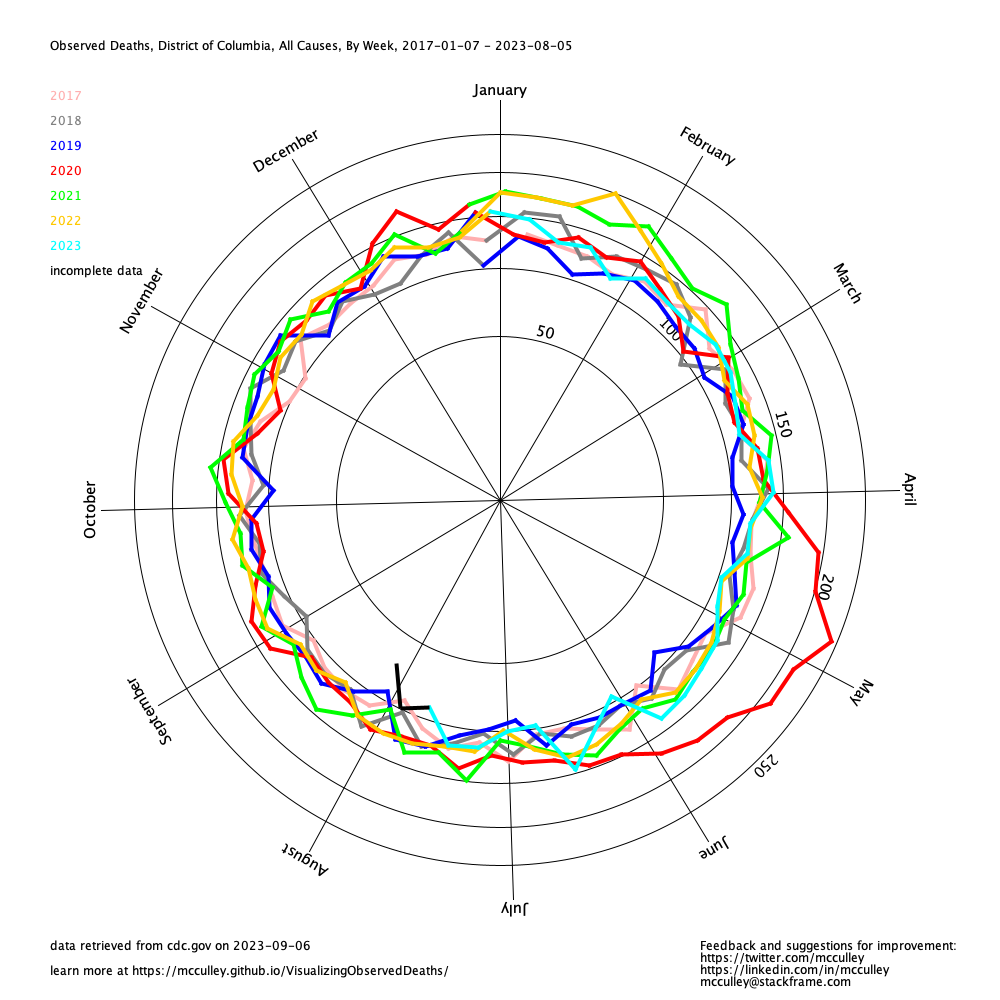 Observed Deaths, District of Columbia, All Causes, By Week, 2017-01-07 - 2023-08-05
January
2017
2018
2019
2020
2021
2022
2023
incomplete data
February
March
April
May
June
July
August
September
October
November
December
50
100
150
200
250
data retrieved from cdc.gov on 2023-09-06
learn more at https://mcculley.github.io/VisualizingObservedDeaths/
Feedback and suggestions for improvement:
https://twitter.com/mcculley
https://linkedin.com/in/mcculley
mcculley@stackframe.com